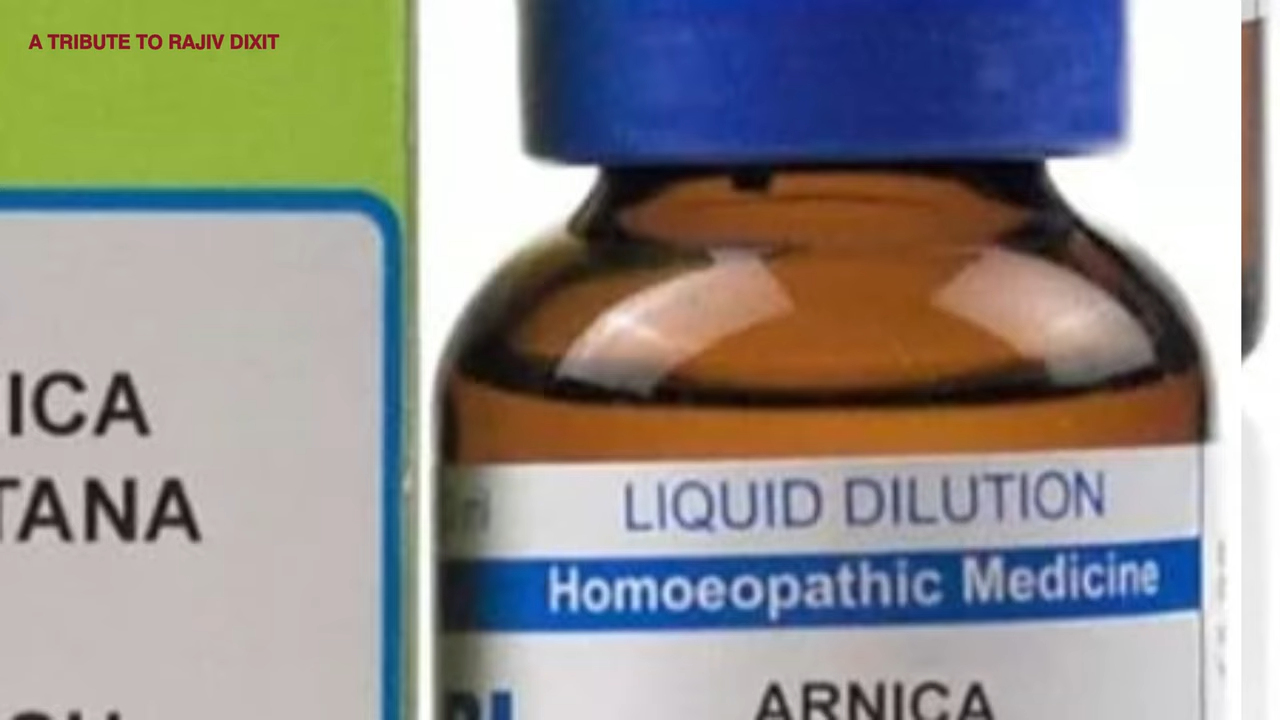 A TRIBUTE TO RAJIV DIXIT
ICA
TANA
LIQUID DILUTION
Homoeopathic Medicine
ARNICA